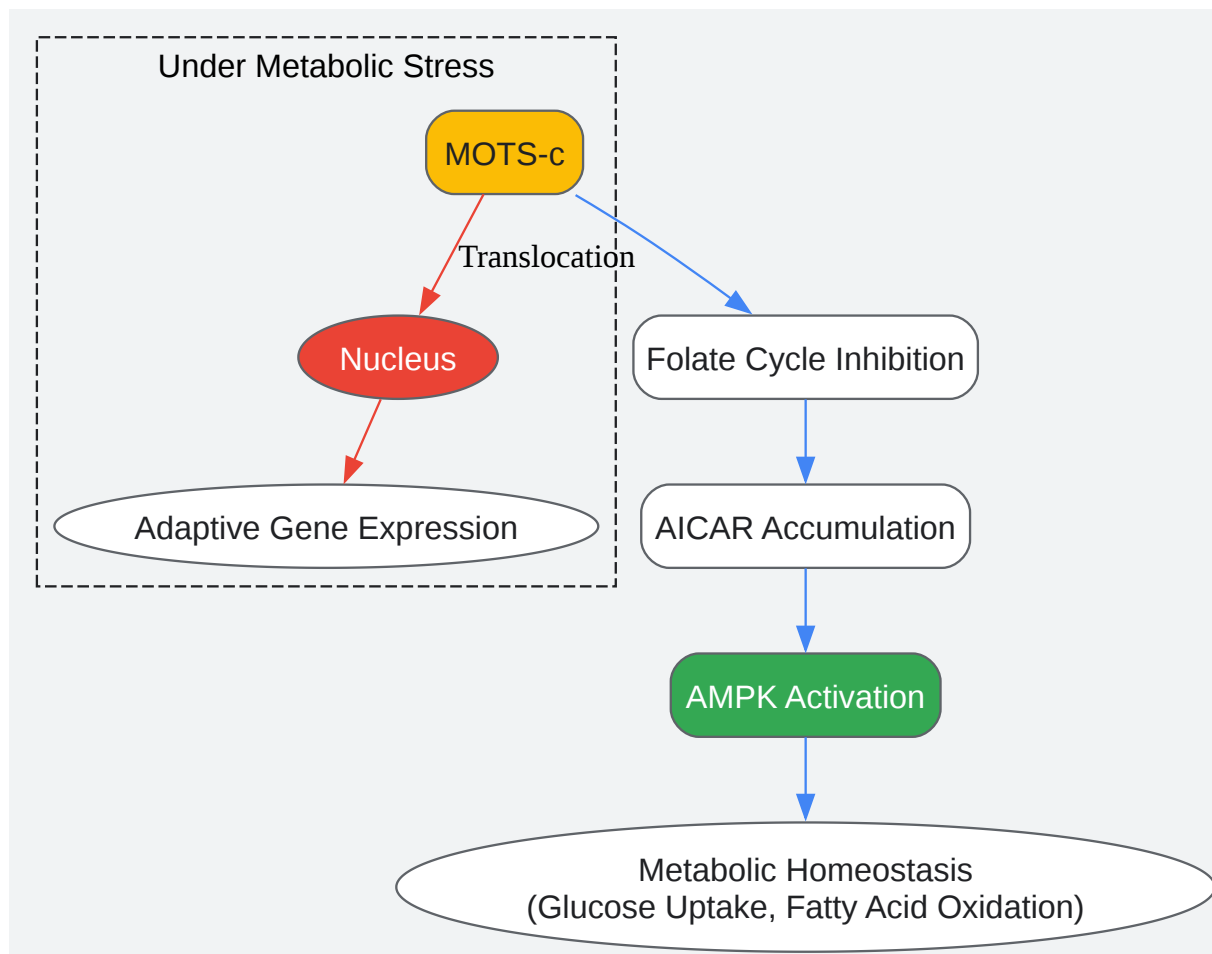 Under Metabolic Stress
MOTS-c
Translocation
Nucleus
Folate Cycle Inhibition
Adaptive Gene Expression
AICAR Accumulation
AMPK Activation
Metabolic Homeostasis
(Glucose Uptake, Fatty Acid Oxidation)